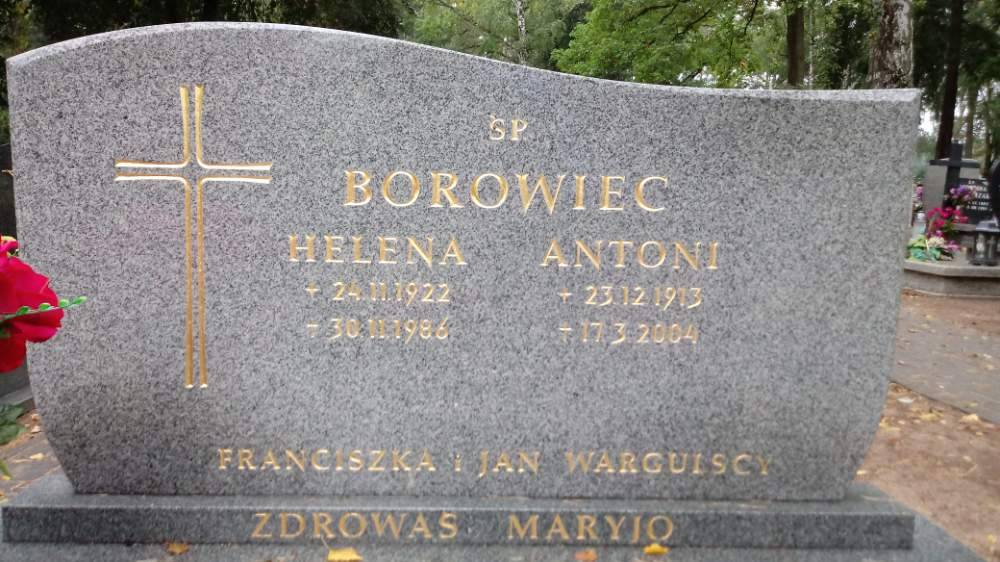 ŚP
BOROWIEC
HELENA ANTONI
+ 24.11.1922 + 23.12.1913
+ 30.11.1986 + 17.3.2004
FRANCISZKA i JAN WARGULSCY
ZDROWAŚ MARYJO